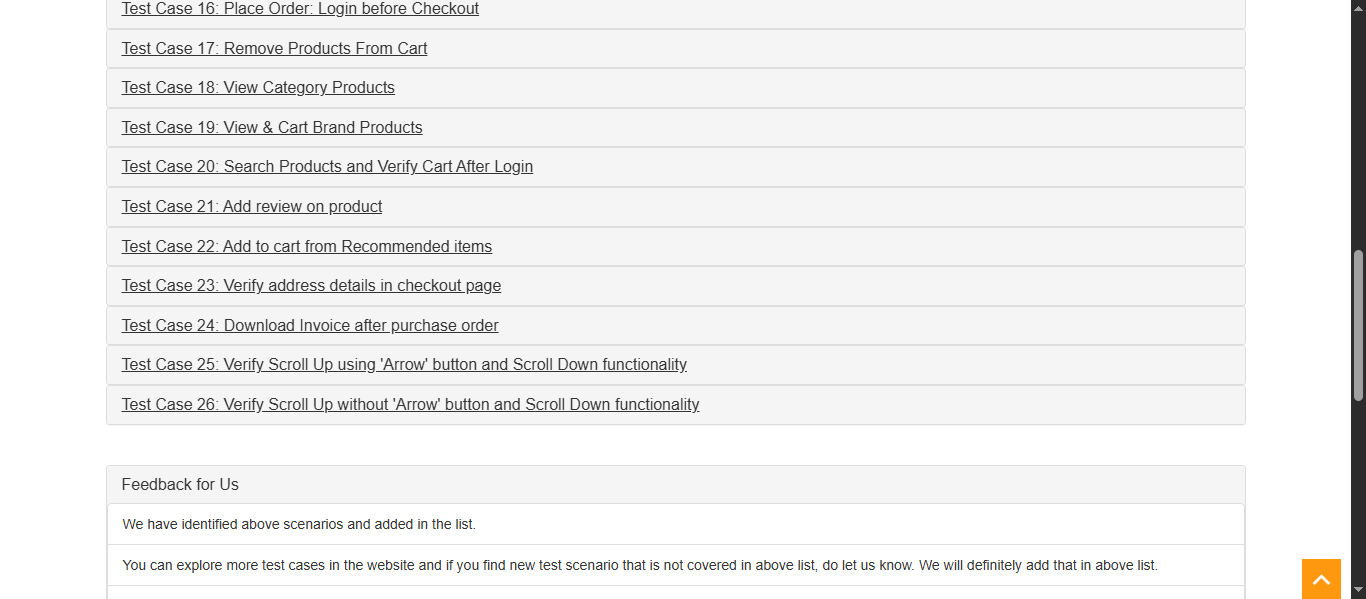 Test Case 16: Place Order: Login before Checkout
Test Case 17: Remove Products From Cart
Test Case 18: View Category Products
Test Case 19: View & Cart Brand Products
Test Case 20: Search Products and Verify Cart After Login
Test Case 21: Add review on product
Test Case 22: Add to cart from Recommended items
Test Case 23: Verify address details in checkout page
Test Case 24: Download Invoice after purchase order
Test Case 25: Verify Scroll Up using 'Arrow' button and Scroll Down functionality
Test Case 26: Verify Scroll Up without 'Arrow' button and Scroll Down functionality
Feedback for Us
We have identified above scenarios and added in the list.
You can explore more test cases in the website and if you find new test scenario that is not covered in above list, do let us know. We will definitely add that in above list.